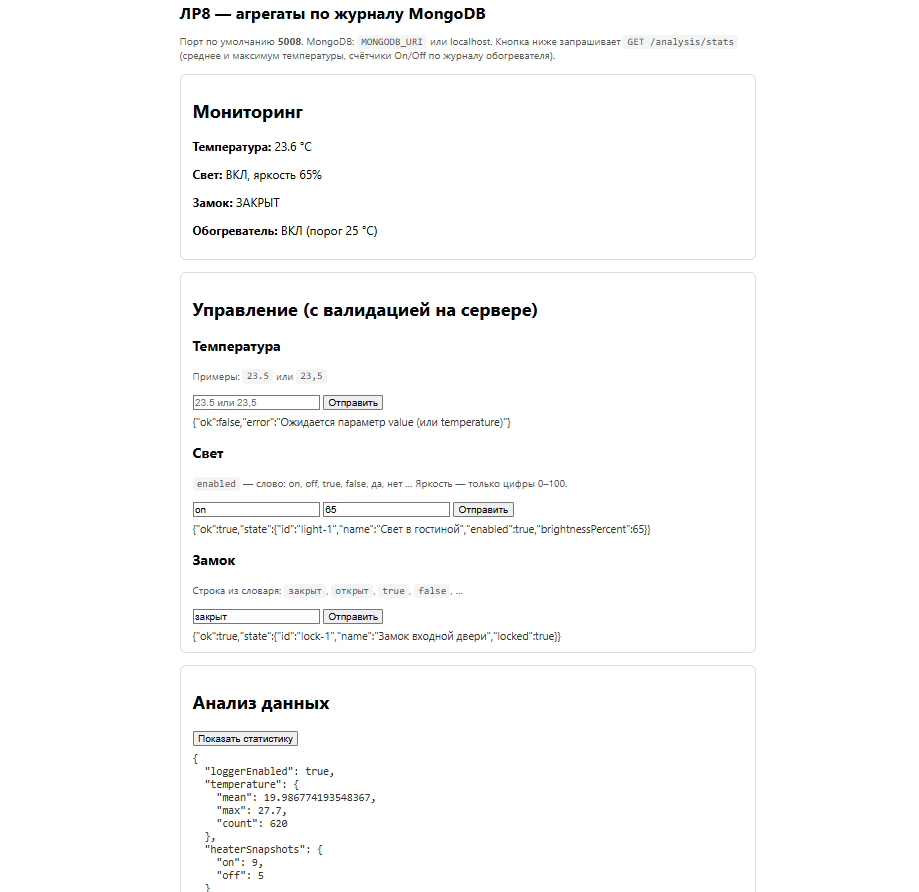 ЛР8 — агрегаты по журналу MongoDB
Порт по умолчанию 5008. MongoDB: MONGODB_URI или localhost. Кнопка ниже запрашивает GET /analysis/stats
(среднее и максимум температуры, счётчики On/Off по журналу обогревателя).
Мониторинг
Температура: 23.6 °C
Свет: ВКЛ, яркость 65%
Замок: ЗАКРЫТ
Обогреватель: ВКЛ (порог 25 °C)
Управление (с валидацией на сервере)
Температура
Примеры: 23.5 или 23,5
23.5 или 23,5 Отправить
{"ok":false,"error":"Ожидается параметр value (или temperature)"}
Свет
enabled — слово: on, off, true, false, да, нет ... Яркость — только цифры 0–100.
on 65 Отправить
{"ok":true,"state":{"id":"light-1","name":"Свет в гостиной","enabled":true,"brightnessPercent":65}}
Замок
Строка из словаря: закрыт, открыт, true, false, ...
закрыт Отправить
{"ok":true,"state":{"id":"lock-1","name":"Замок входной двери","locked":true}}
Анализ данных
Показать статистику
{
"loggerEnabled": true,
"temperature": {
"mean": 19.986774193548367,
"max": 27.7,
"count": 620
},
"heaterSnapshots": {
"on": 9,
"off": 5
}